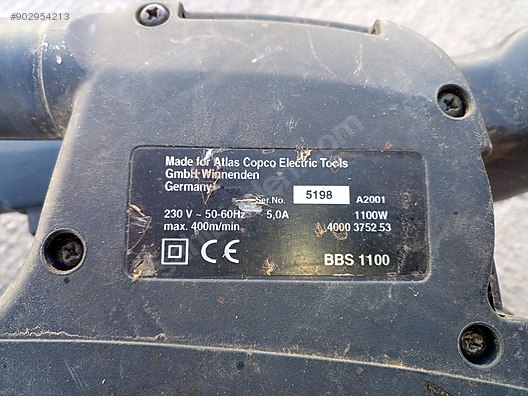 #902954213
Made for Atlas Copco Electric Tools
GmbH Winnenden
Germany
Ser.No. 5198 A2001
230 V ~ 50-60Hz 5,0A 1100W
max. 400m/min 4000 3752.53
CE BBS 1100